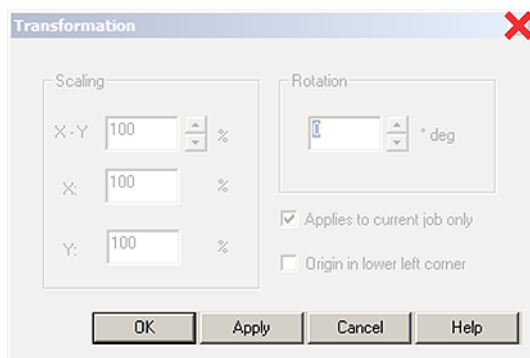 Transformation
Scaling
X - Y 100 %
X: 100 %
Y: 100 %
Rotation
0 ° deg
Applies to current job only
Origin in lower left corner
OK Apply Cancel Help